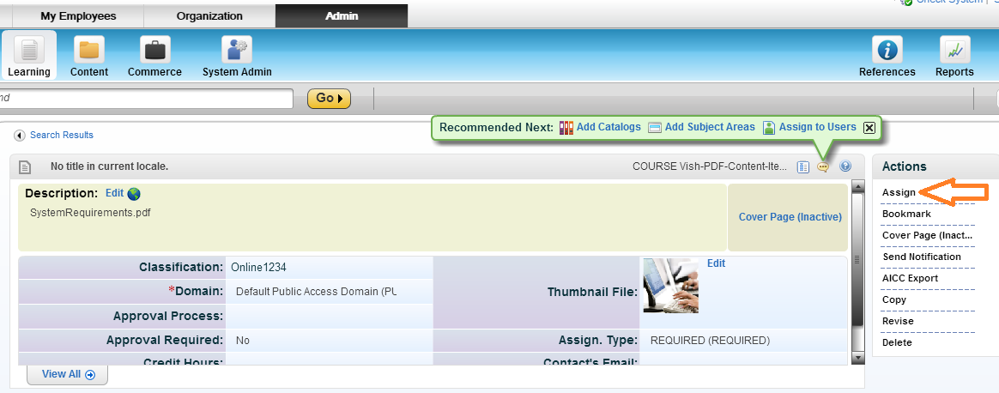 Check System | S
My Employees Organization Admin
Learning Content Commerce System Admin References Reports
nd Go
Recommended Next: Add Catalogs Add Subject Areas Assign to Users
Search Results
No title in current locale. COURSE Vish-PDF-Content-Ite...
Description: Edit
SystemRequirements.pdf
Cover Page (Inactive)
Classification: Online1234
*Domain: Default Public Access Domain (PU
Approval Process:
Approval Required: No
Credit Hours:
Thumbnail File: Edit
Assign. Type: REQUIRED (REQUIRED)
Contact's Email:
View All
Actions
Assign
Bookmark
Cover Page (Inact...
Send Notification
AICC Export
Copy
Revise
Delete